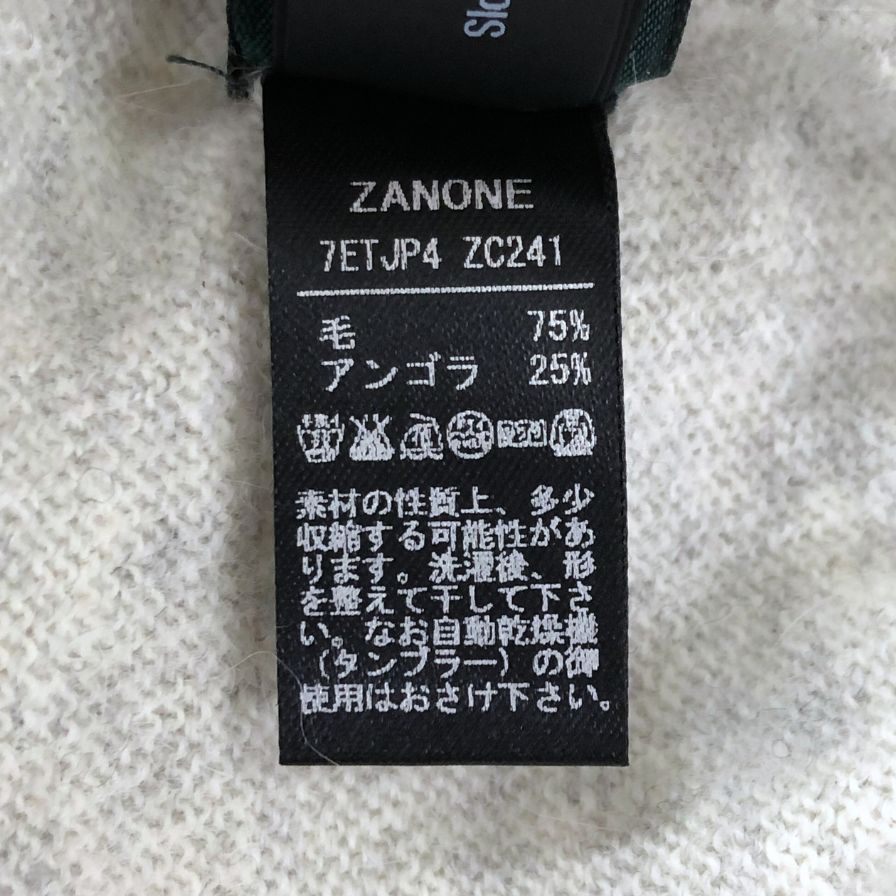 Slo
ZANONE
7ETJP4 ZC241
毛 75%
アンゴラ 25%
素材の性質上、多少
収縮する可能性があ
ります。洗濯後、形
を整えて干して下さ
い。なお自動乾燥機
（タンブラー）の御
使用はおさけ下さい。